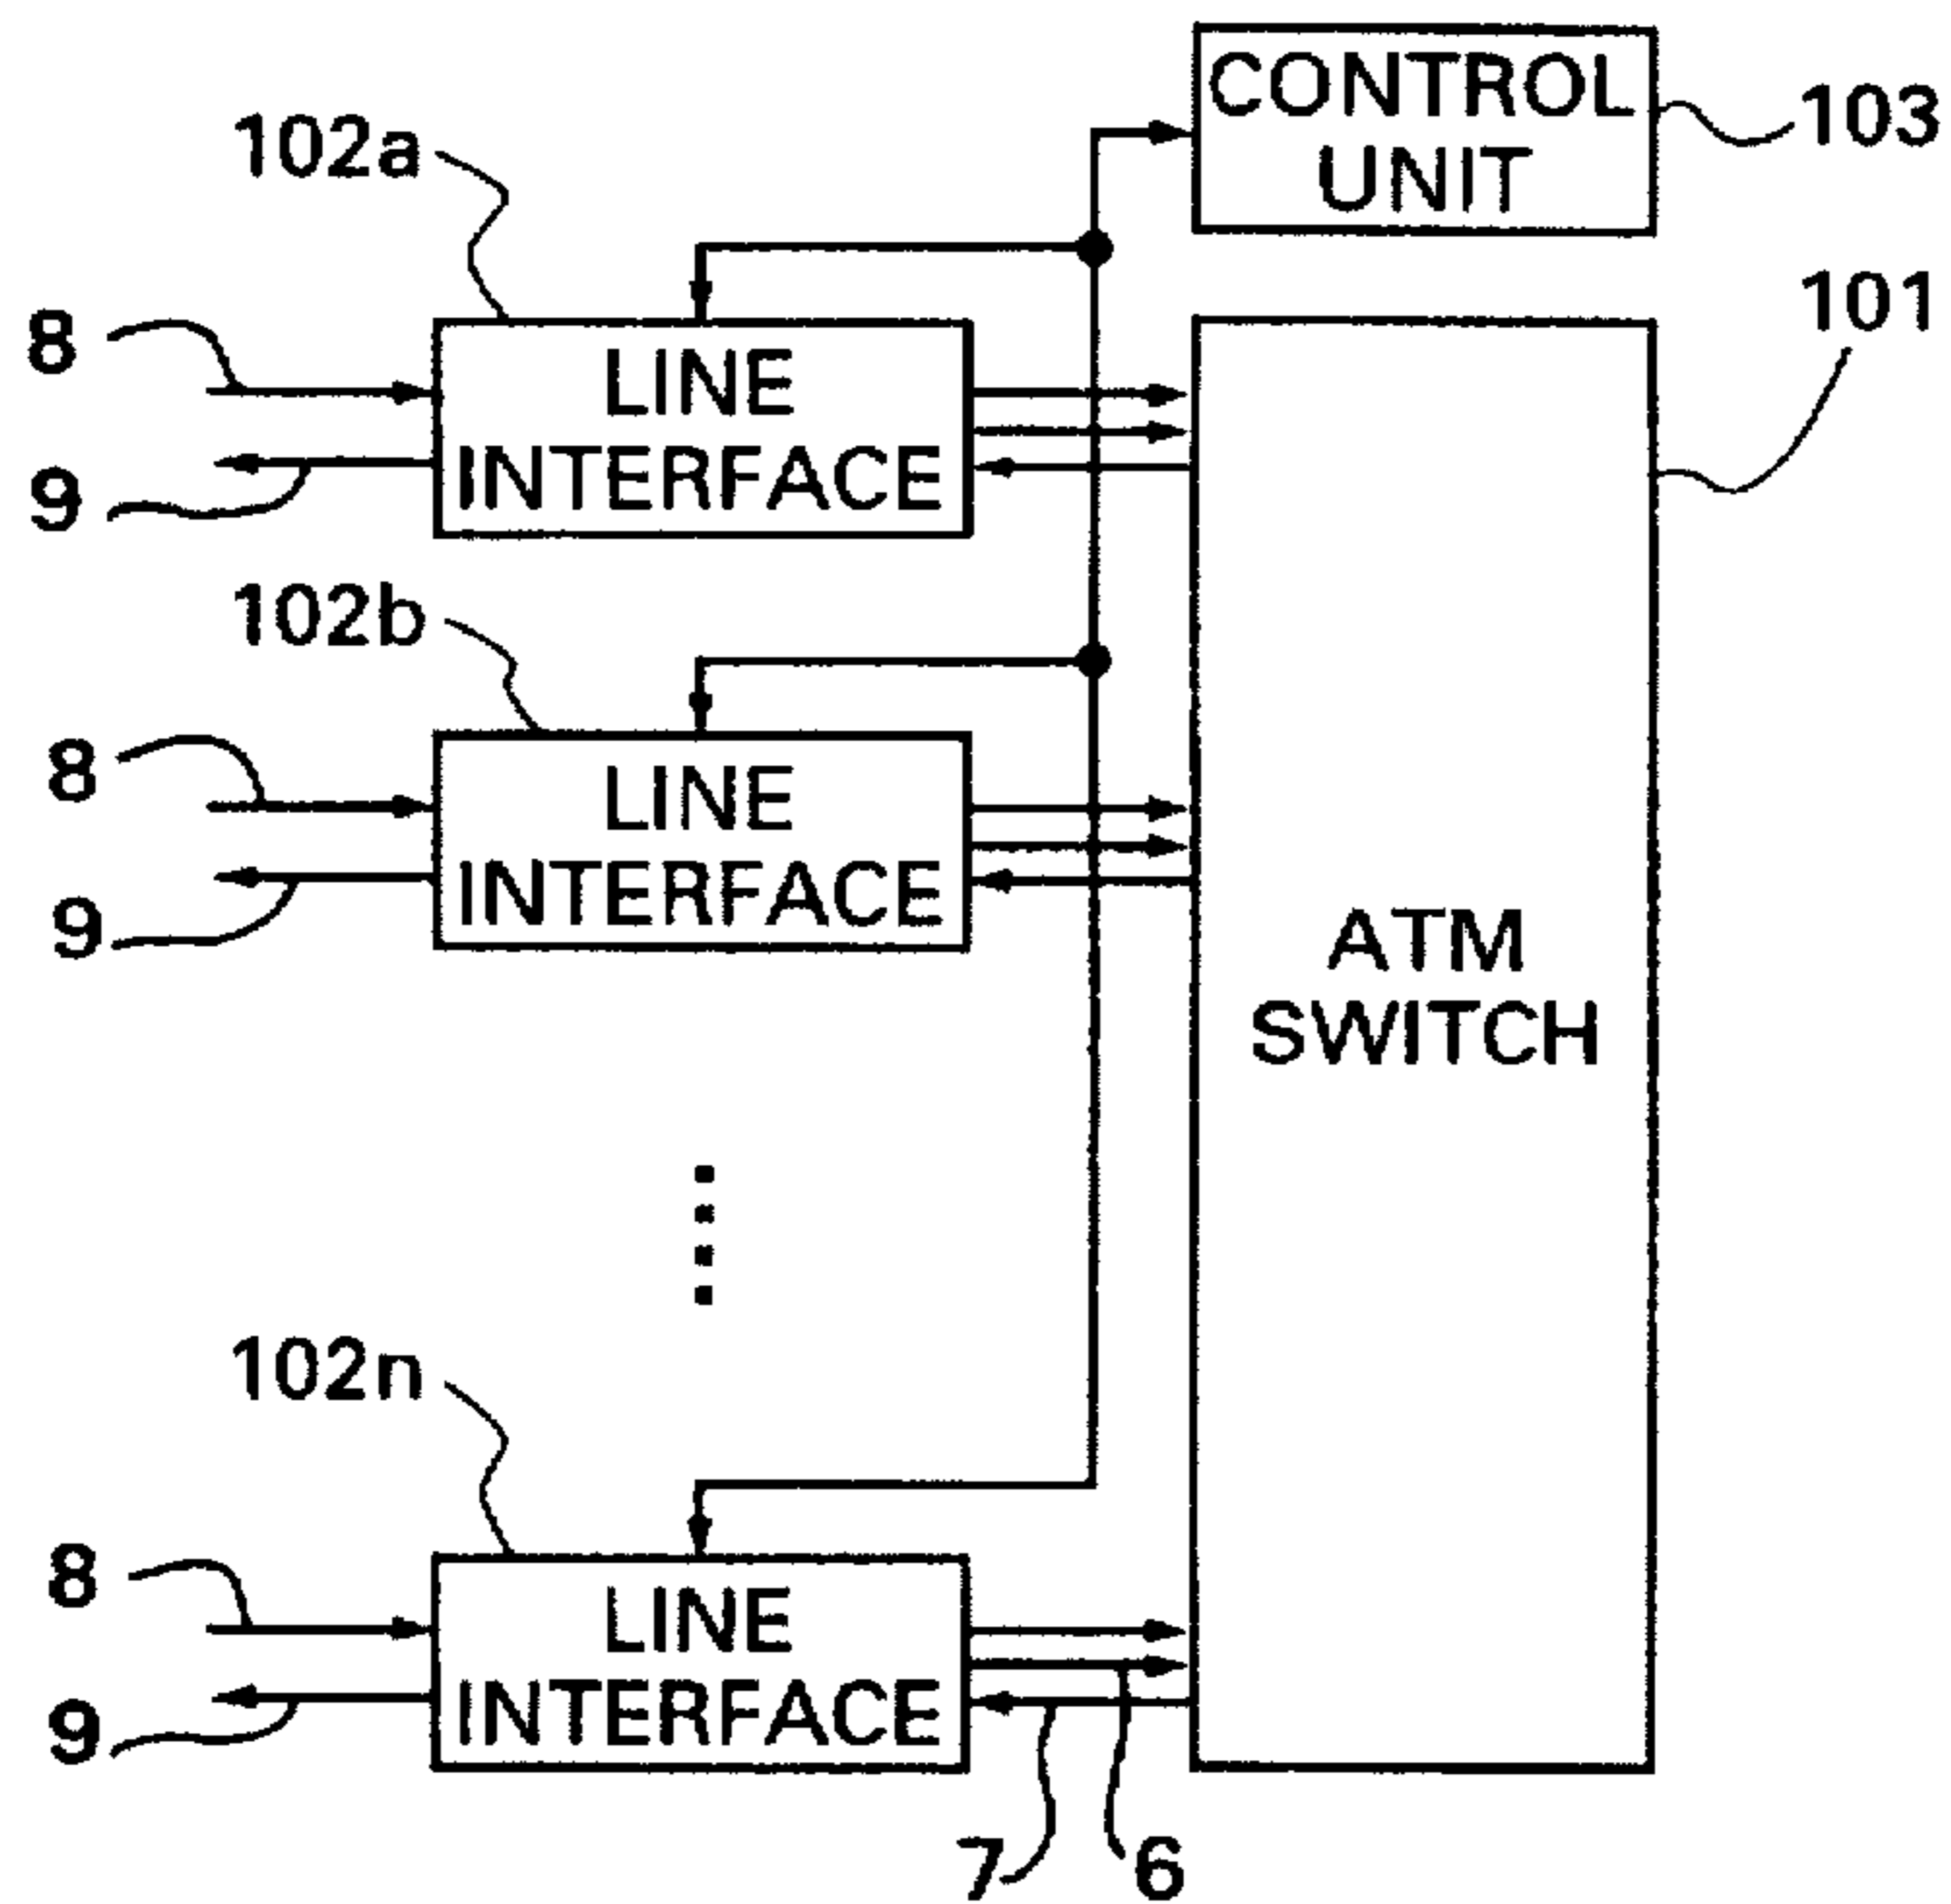 CONTROL
UNIT
103
102a
101
8
LINE
INTERFACE
9
102b
8
LINE
INTERFACE
9
ATM
SWITCH
102n
8
LINE
INTERFACE
9
7
6